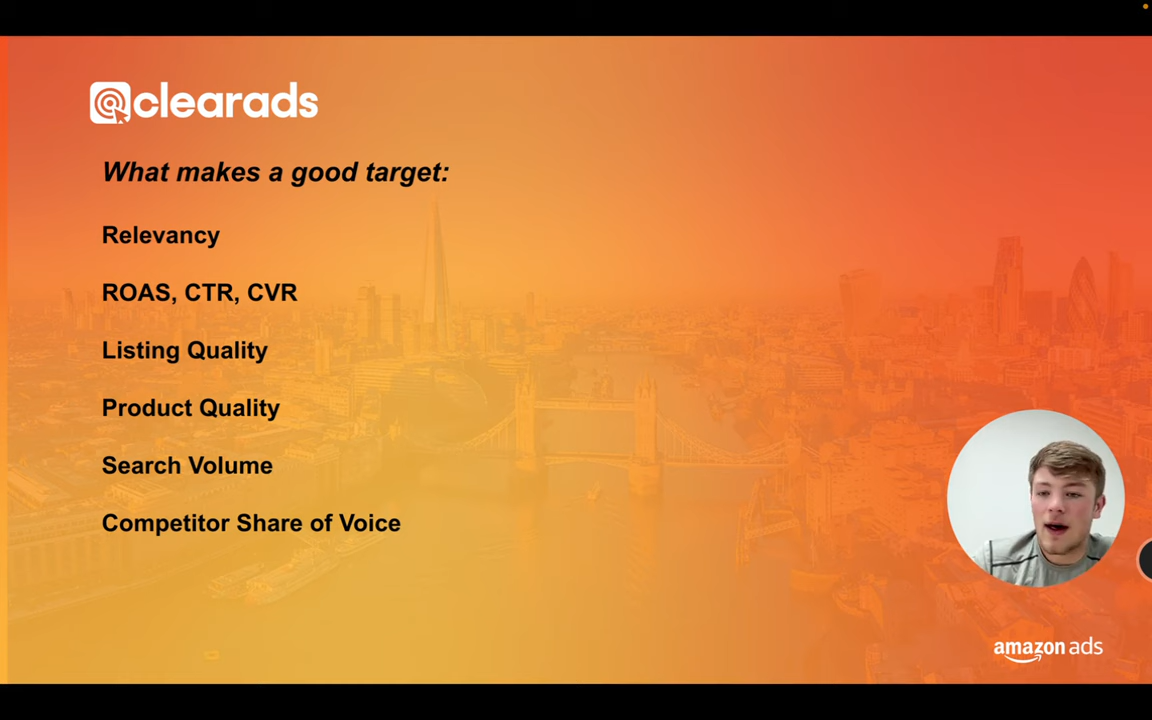 clearads
What makes a good target:
Relevancy
ROAS, CTR, CVR
Listing Quality
Product Quality
Search Volume
Competitor Share of Voice
amazon ads